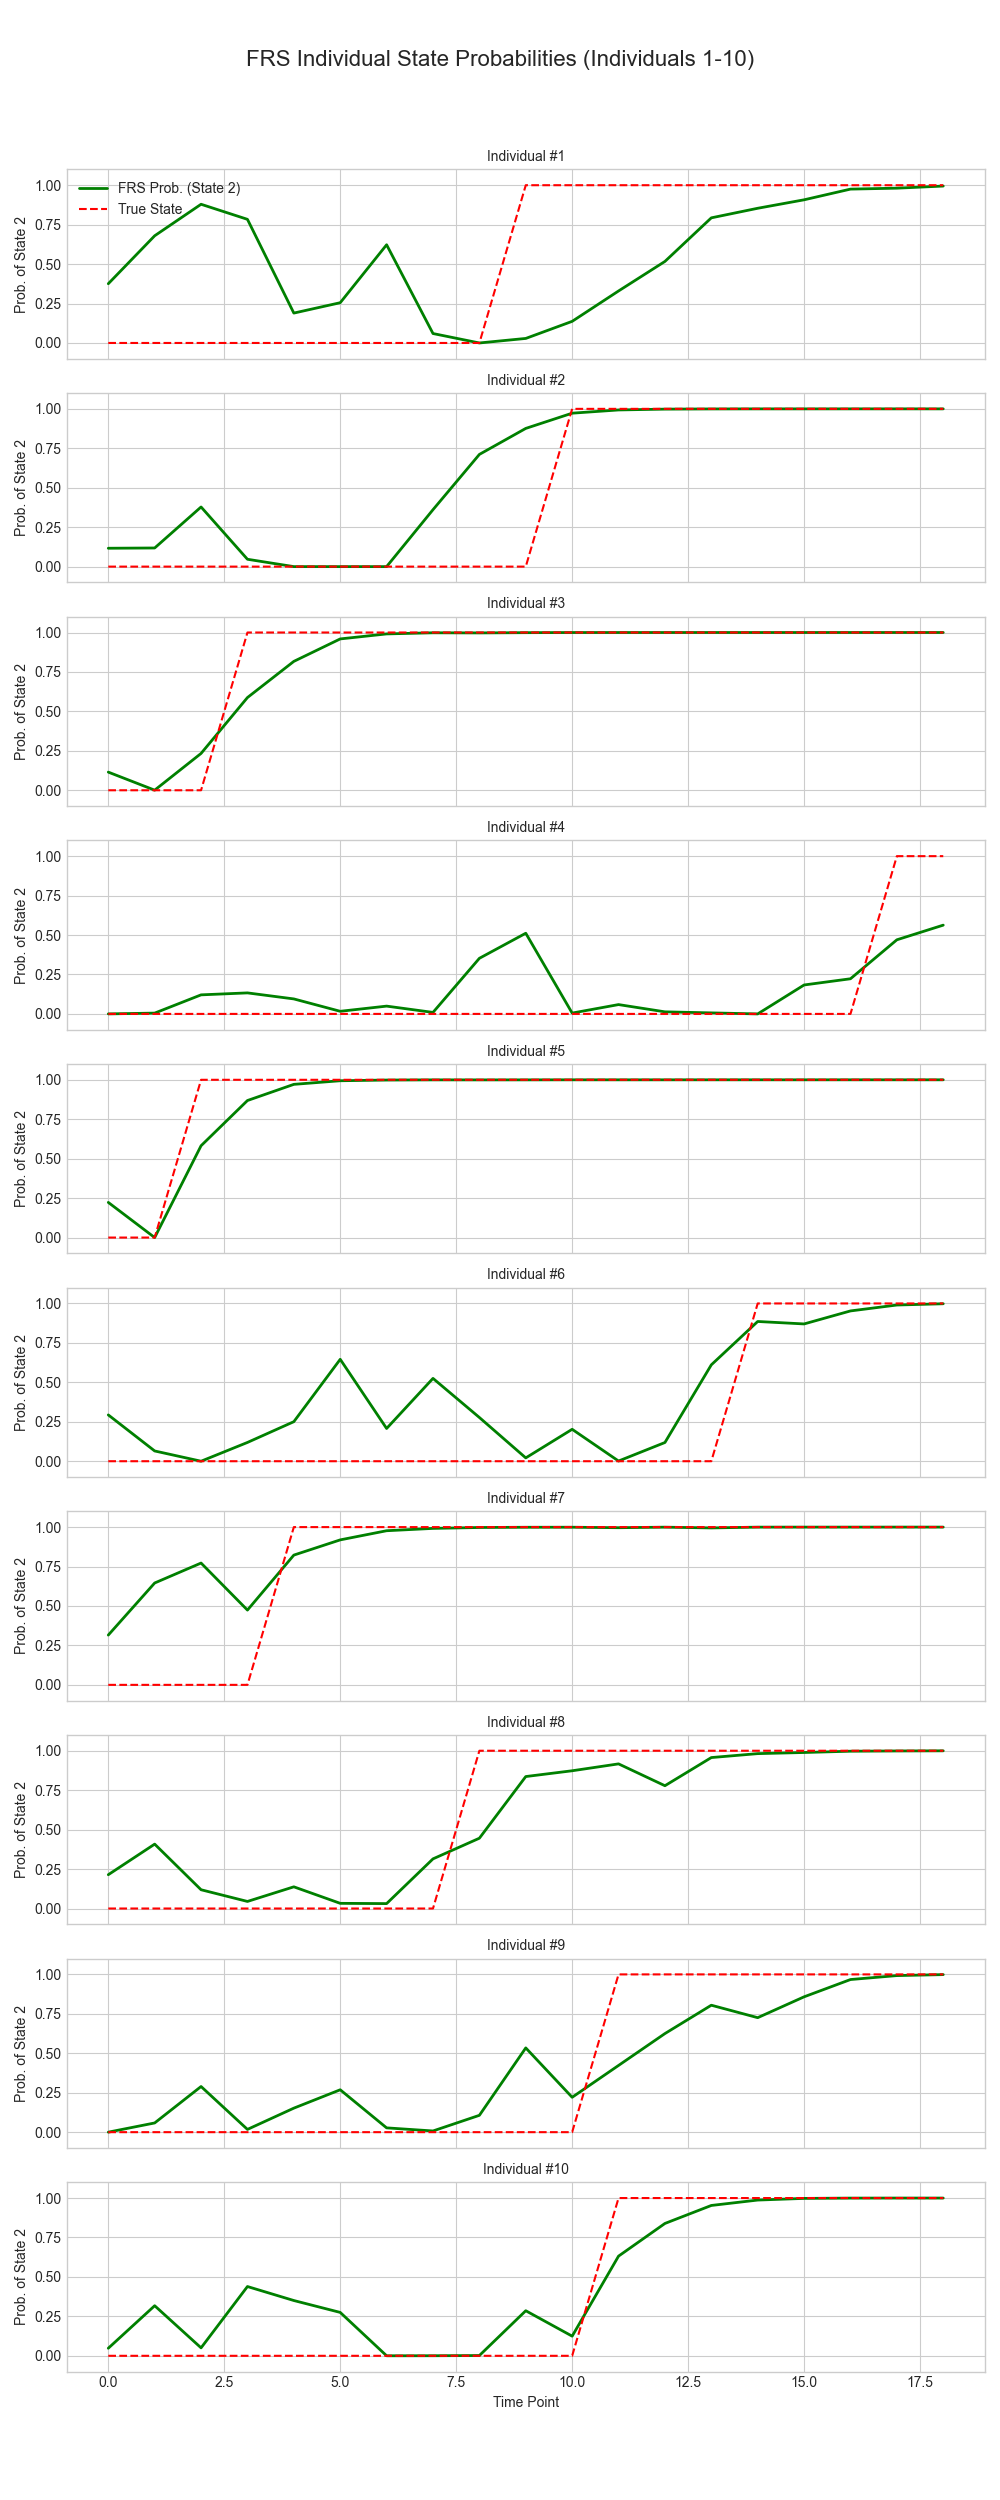 FRS Individual State Probabilities (Individuals 1-10)
Individual #1
FRS Prob. (State 2)
True State
1.00
0.75
0.50
0.25
0.00
Prob. of State 2
Individual #2
1.00
0.75
0.50
0.25
0.00
Prob. of State 2
Individual #3
1.00
0.75
0.50
0.25
0.00
Prob. of State 2
Individual #4
1.00
0.75
0.50
0.25
0.00
Prob. of State 2
Individual #5
1.00
0.75
0.50
0.25
0.00
Prob. of State 2
Individual #6
1.00
0.75
0.50
0.25
0.00
Prob. of State 2
Individual #7
1.00
0.75
0.50
0.25
0.00
Prob. of State 2
Individual #8
1.00
0.75
0.50
0.25
0.00
Prob. of State 2
Individual #9
1.00
0.75
0.50
0.25
0.00
Prob. of State 2
Individual #10
1.00
0.75
0.50
0.25
0.00
Prob. of State 2
0.0 2.5 5.0 7.5 10.0 12.5 15.0 17.5
Time Point